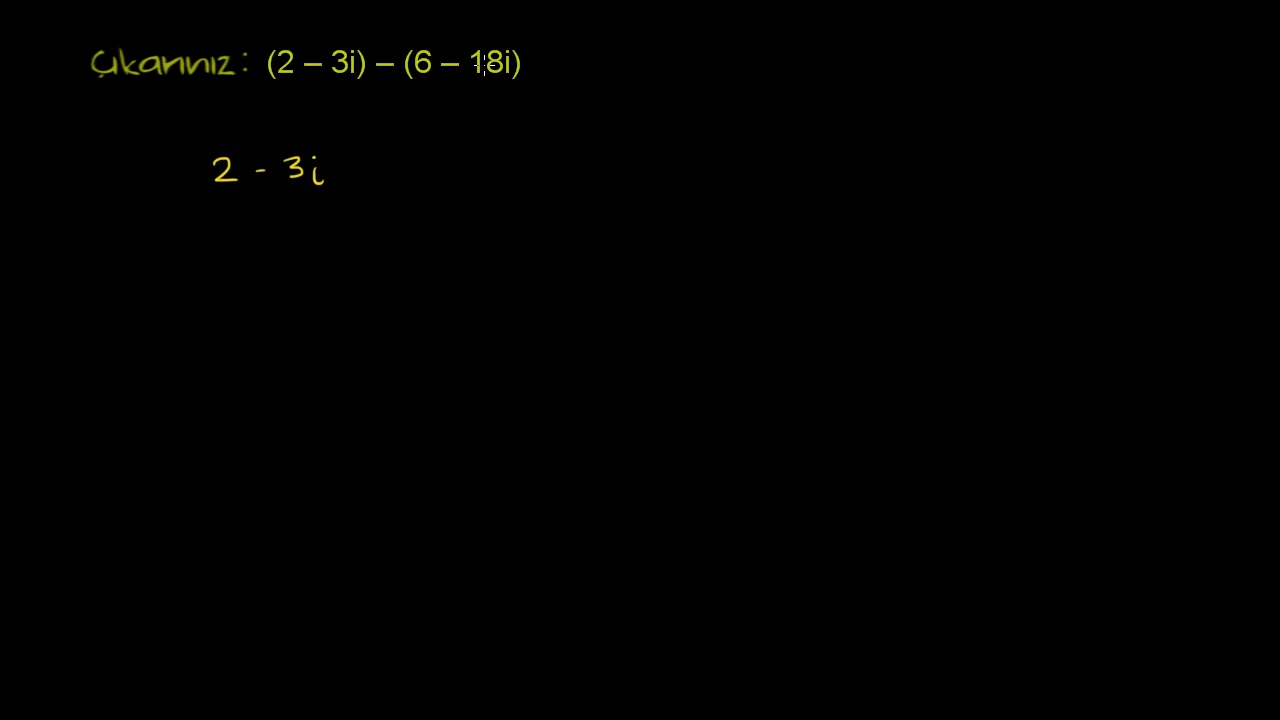 Çıkarınız: (2 – 3i) – (6 – 18i)
2 - 3i